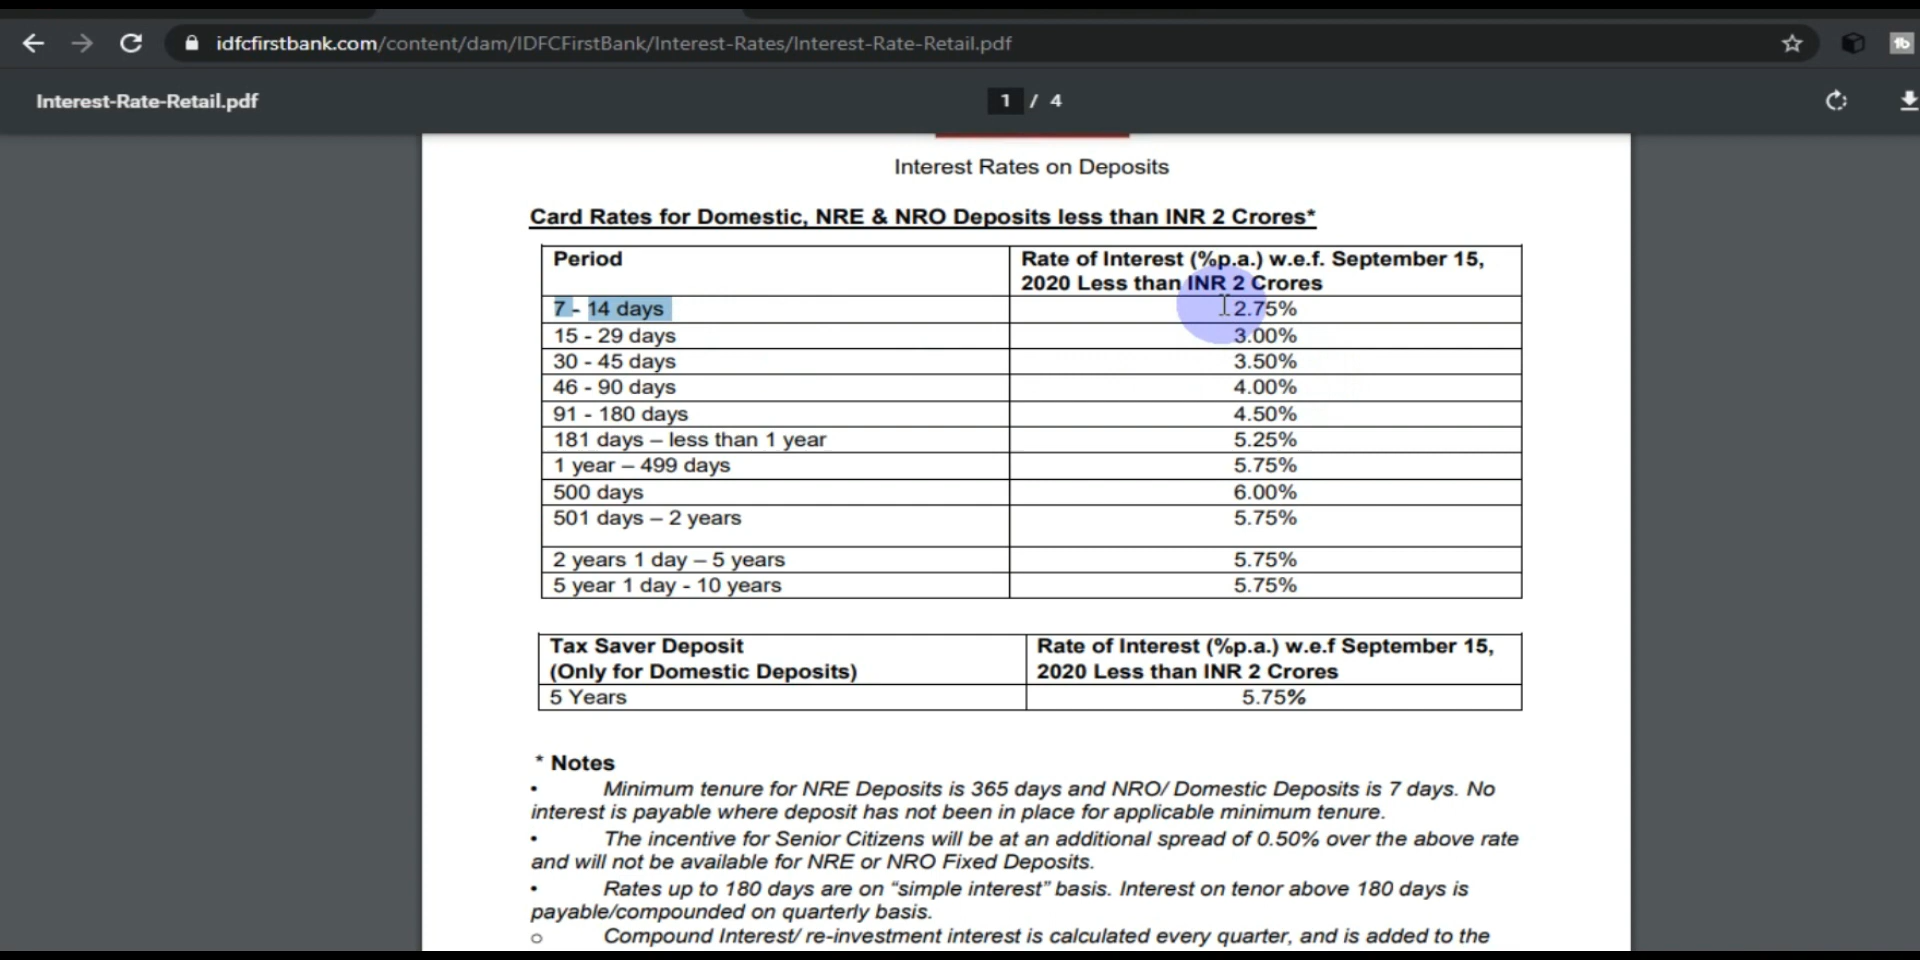 idfcfirstbank.com/content/dam/IDFCFirstBank/Interest-Rates/Interest-Rate-Retail.pdf
Interest-Rate-Retail.pdf
1 / 4
Interest Rates on Deposits
Card Rates for Domestic, NRE & NRO Deposits less than INR 2 Crores*
Period
Rate of Interest (%p.a.) w.e.f. September 15,
2020 Less than INR 2 Crores
7 - 14 days 2.75%
15 - 29 days 3.00%
30 - 45 days 3.50%
46 - 90 days 4.00%
91 - 180 days 4.50%
181 days – less than 1 year 5.25%
1 year – 499 days 5.75%
500 days 6.00%
501 days – 2 years 5.75%
2 years 1 day – 5 years 5.75%
5 year 1 day - 10 years 5.75%
Tax Saver Deposit
(Only for Domestic Deposits)
Rate of Interest (%p.a.) w.e.f September 15,
2020 Less than INR 2 Crores
5 Years 5.75%
* Notes
• Minimum tenure for NRE Deposits is 365 days and NRO/ Domestic Deposits is 7 days. No
interest is payable where deposit has not been in place for applicable minimum tenure.
• The incentive for Senior Citizens will be at an additional spread of 0.50% over the above rate
and will not be available for NRE or NRO Fixed Deposits.
• Rates up to 180 days are on “simple interest” basis. Interest on tenor above 180 days is
payable/compounded on quarterly basis.
o Compound Interest/ re-investment interest is calculated every quarter, and is added to the